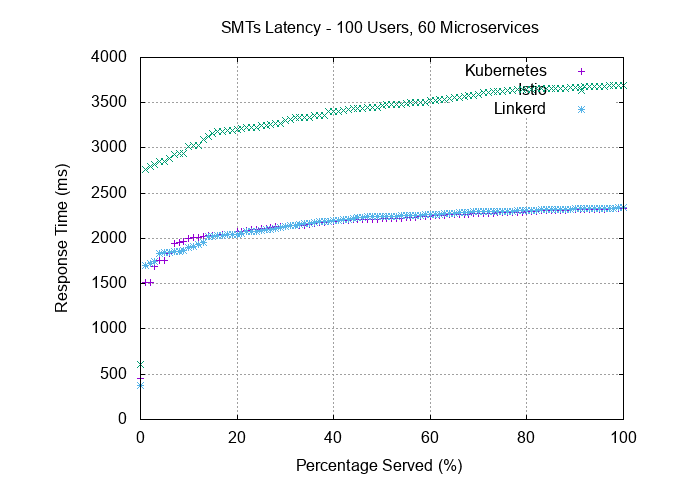 SMTs Latency - 100 Users, 60 Microservices
4000
3500
3000
2500
2000
1500
1000
500
0
Response Time (ms)
Kubernetes
Istio
Linkerd
0 20 40 60 80 100
Percentage Served (%)